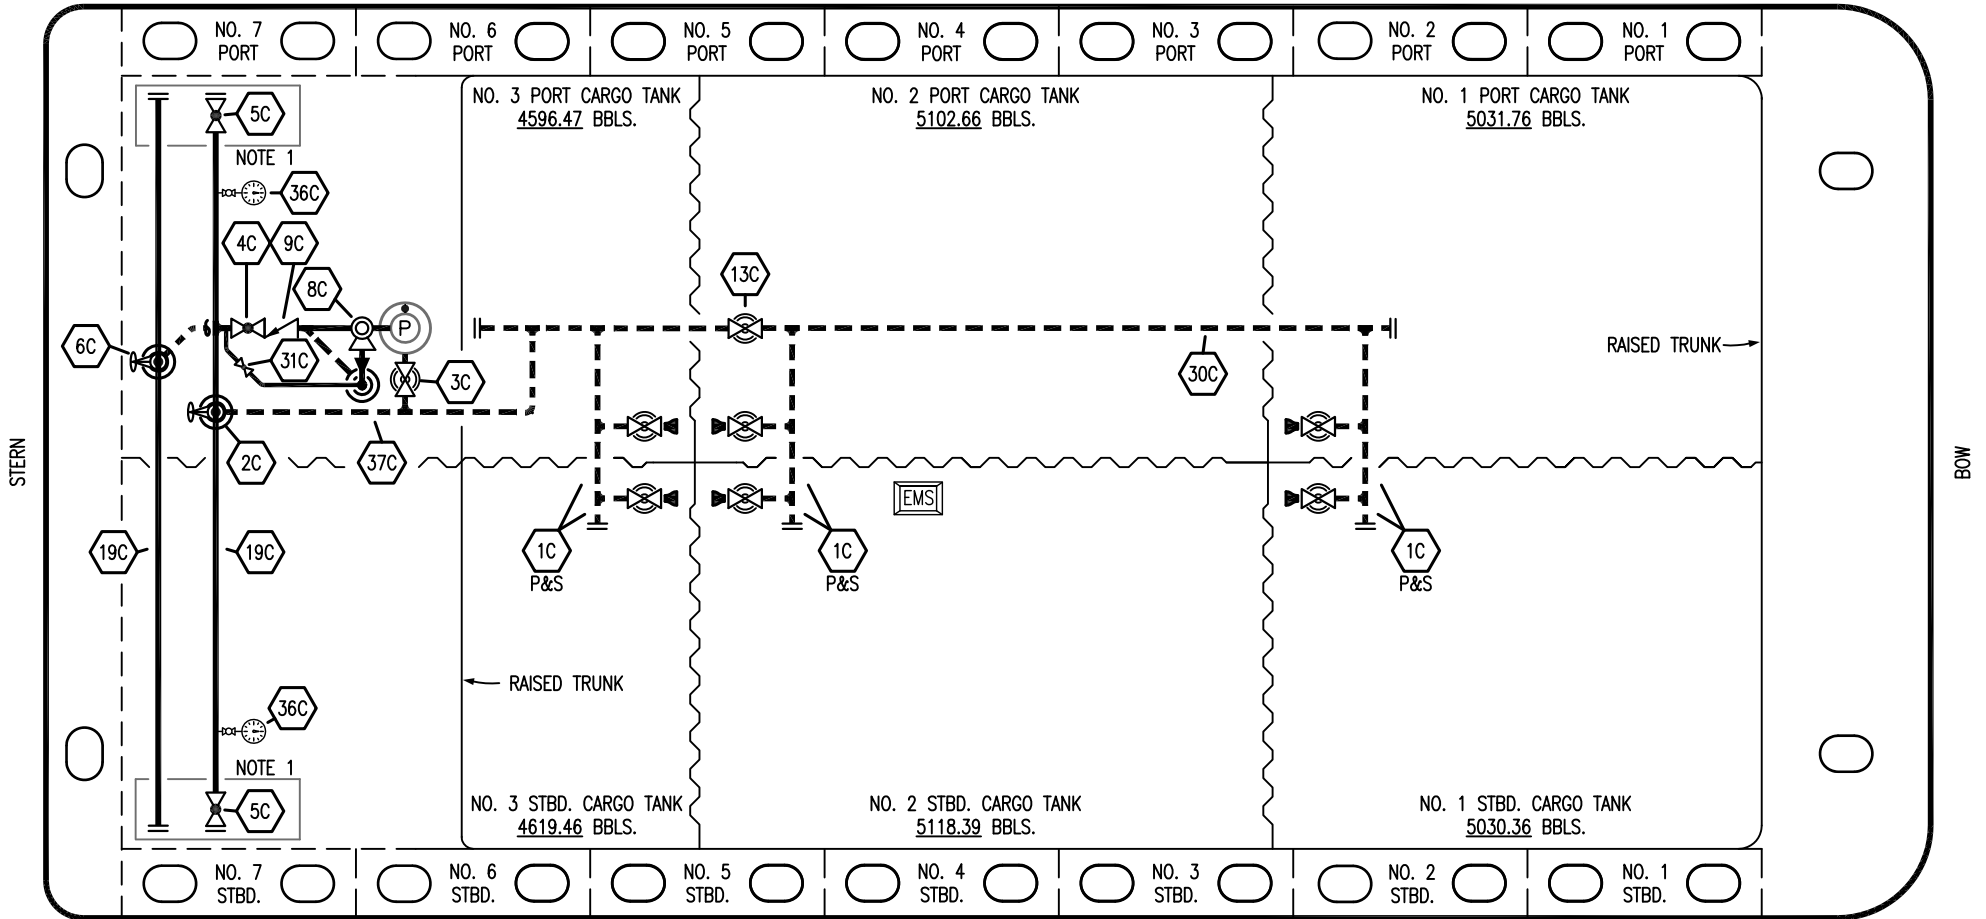 NO. 7
PORT
NO. 6
PORT
NO. 5
PORT
NO. 4
PORT
NO. 3
PORT
NO. 2
PORT
NO. 1
PORT
NO. 3 PORT CARGO TANK
4596.47 BBLS.
NO. 2 PORT CARGO TANK
5102.66 BBLS.
NO. 1 PORT CARGO TANK
5031.76 BBLS.
5C
NOTE 1
36C
4C
9C
8C
13C
P
6C
31C
3C
30C
RAISED TRUNK
2C
37C
STERN
BOW
EMS
19C
19C
1C
P&S
1C
P&S
1C
P&S
RAISED TRUNK
36C
NOTE 1
5C
NO. 3 STBD. CARGO TANK
4619.46 BBLS.
NO. 2 STBD. CARGO TANK
5118.39 BBLS.
NO. 1 STBD. CARGO TANK
5030.36 BBLS.
NO. 7
STBD.
NO. 6
STBD.
NO. 5
STBD.
NO. 4
STBD.
NO. 3
STBD.
NO. 2
STBD.
NO. 1
STBD.